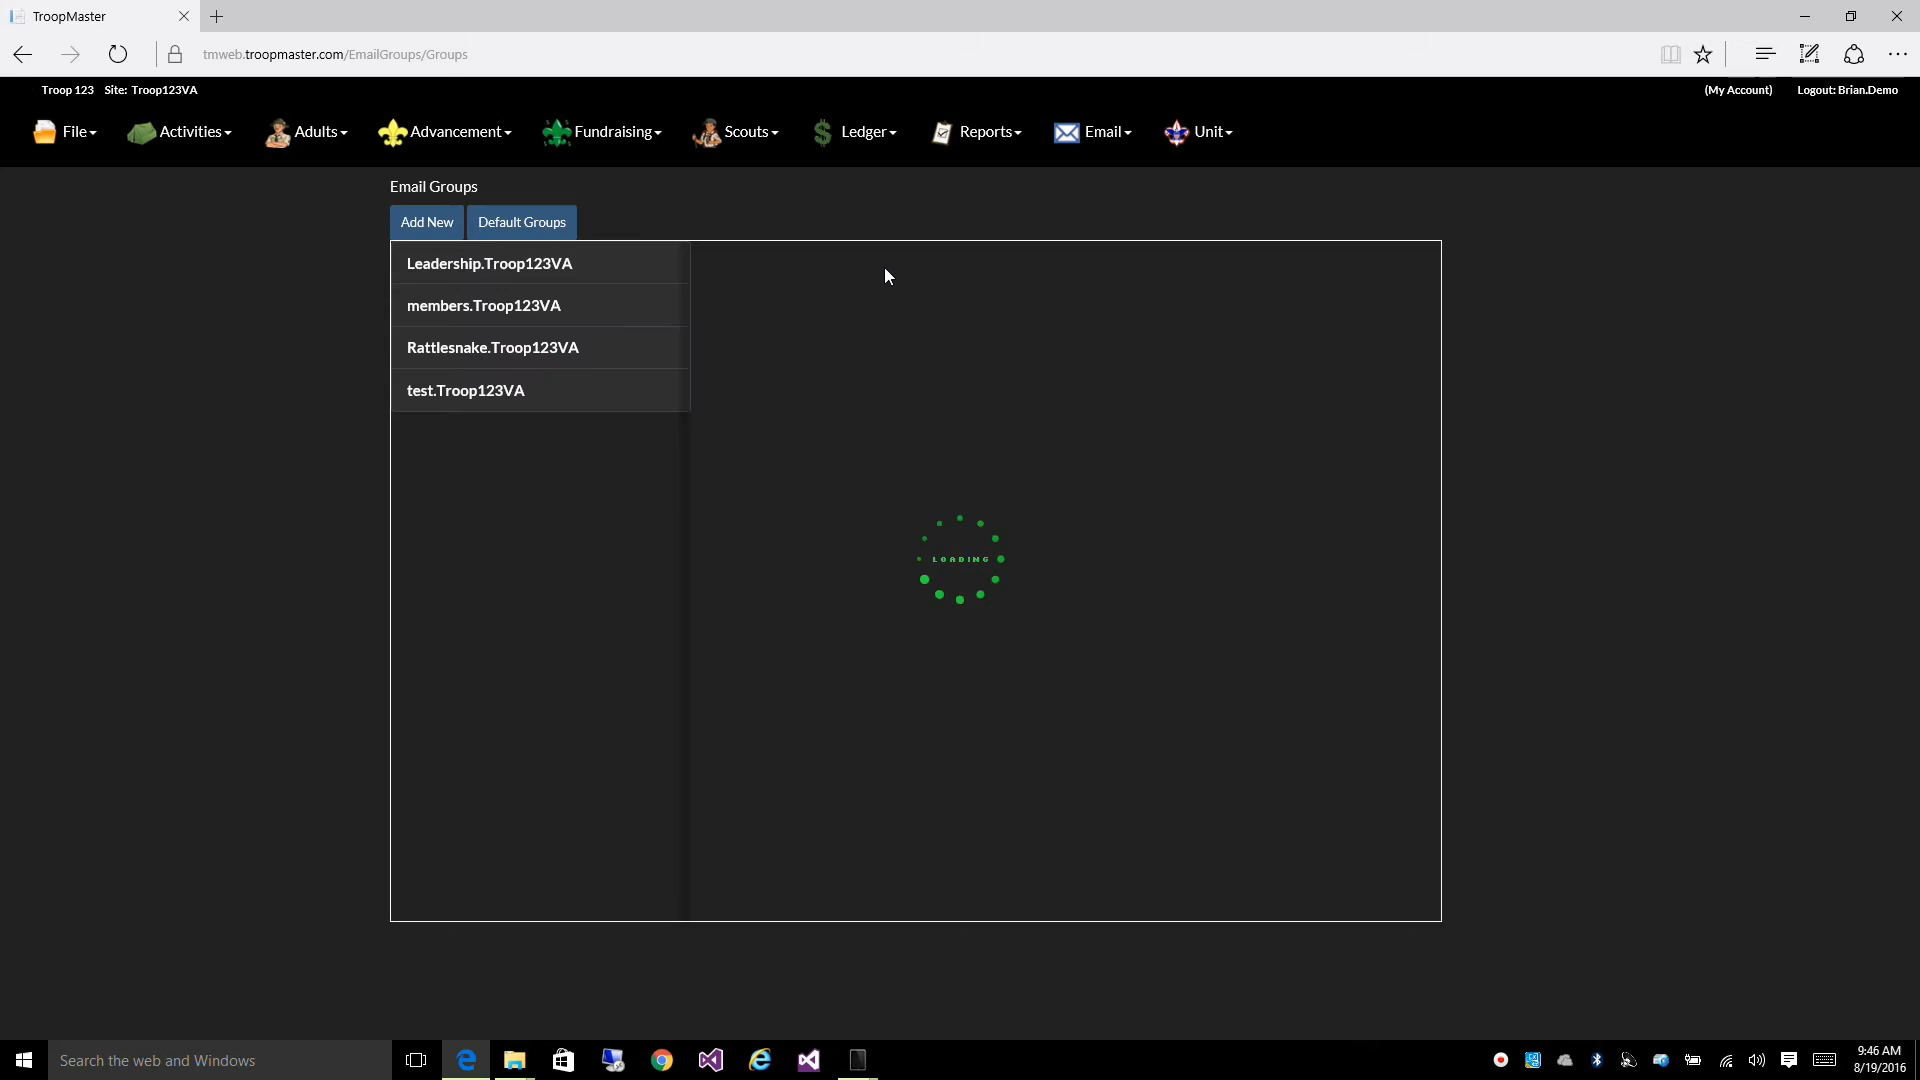 TroopMaster
tmweb.troopmaster.com/EmailGroups/Groups
Troop 123 Site: Troop123VA (My Account) Logout: Brian.Demo
File Activities Adults Advancement Fundraising Scouts Ledger Reports Email Unit
Email Groups
Add New Default Groups
Leadership.Troop123VA
members.Troop123VA
Rattlesnake.Troop123VA
test.Troop123VA
LOADING
Search the web and Windows
9:46 AM
8/19/2016